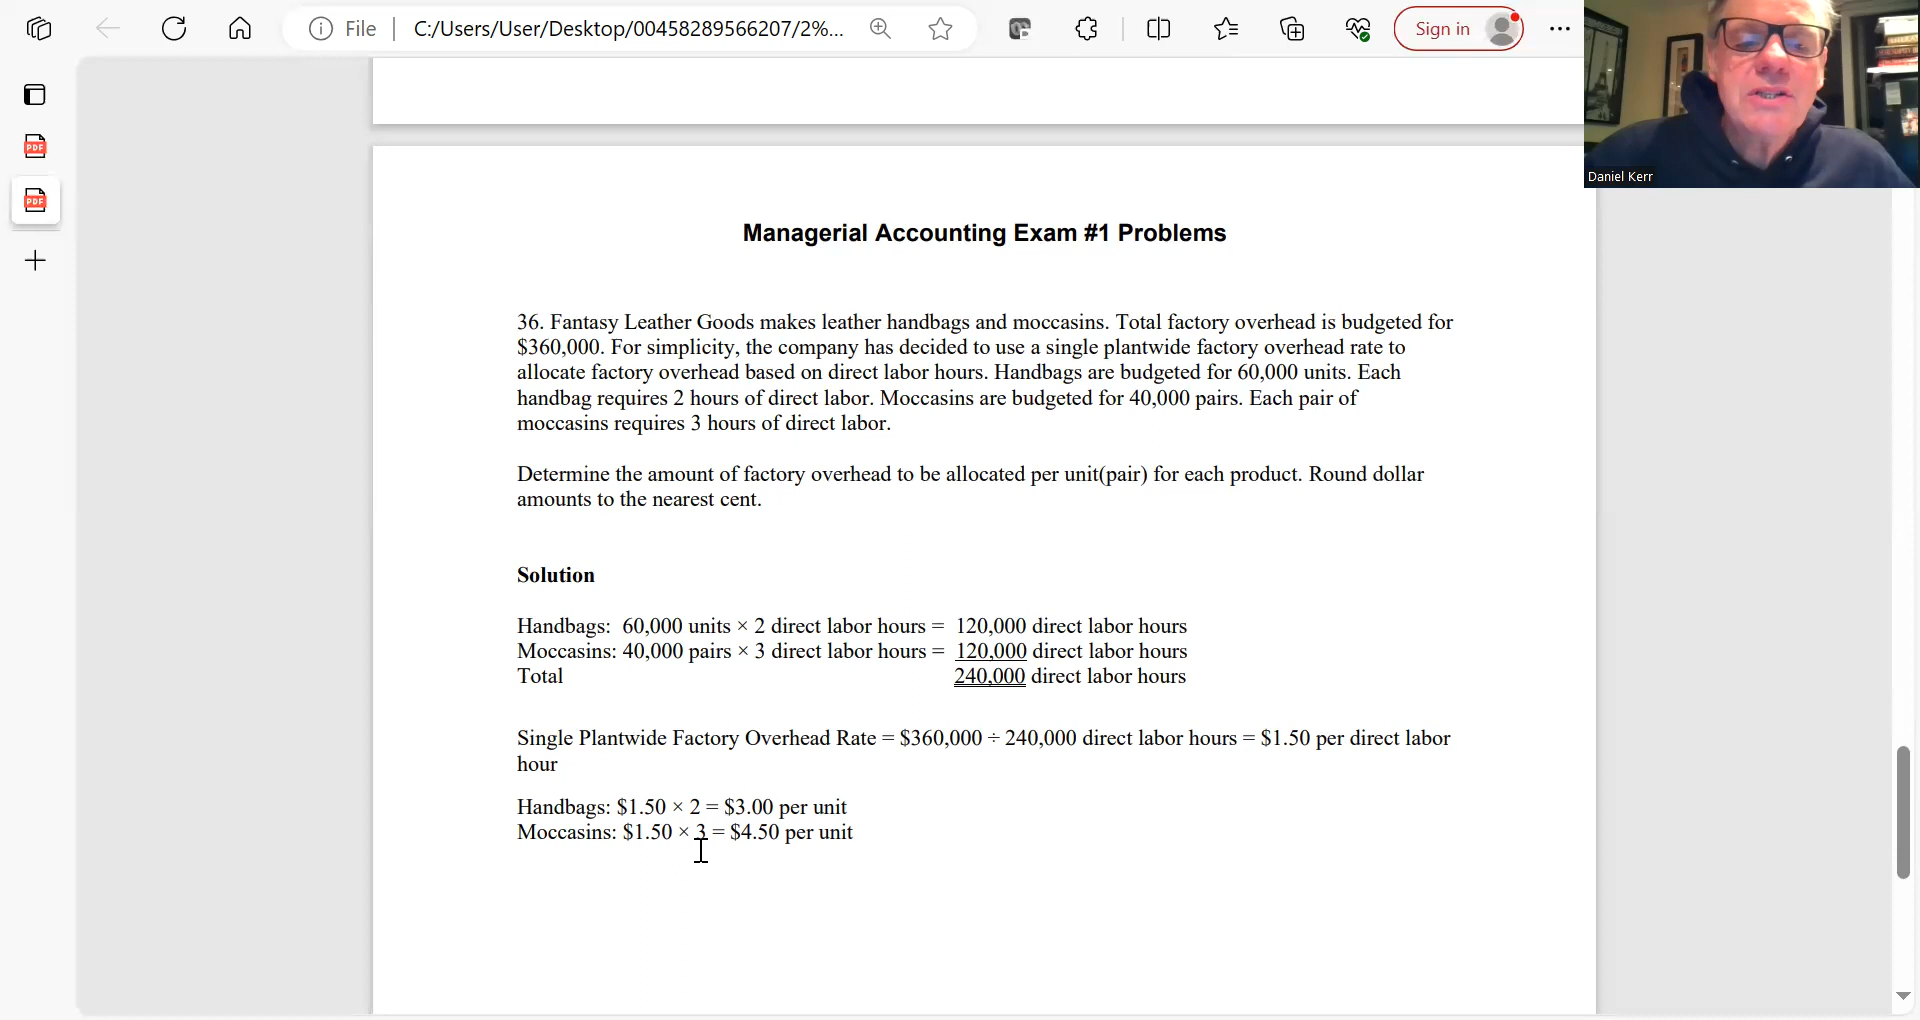 File
C:/Users/User/Desktop/00458289566207/2%...
Sign in
PDF
PDF
Daniel Kerr
Managerial Accounting Exam #1 Problems
36. Fantasy Leather Goods makes leather handbags and moccasins. Total factory overhead is budgeted for
$360,000. For simplicity, the company has decided to use a single plantwide factory overhead rate to
allocate factory overhead based on direct labor hours. Handbags are budgeted for 60,000 units. Each
handbag requires 2 hours of direct labor. Moccasins are budgeted for 40,000 pairs. Each pair of
moccasins requires 3 hours of direct labor.
Determine the amount of factory overhead to be allocated per unit(pair) for each product. Round dollar
amounts to the nearest cent.
Solution
Handbags: 60,000 units × 2 direct labor hours = 120,000 direct labor hours
Moccasins: 40,000 pairs × 3 direct labor hours = 120,000 direct labor hours
Total 240,000 direct labor hours
Single Plantwide Factory Overhead Rate = $360,000 ÷ 240,000 direct labor hours = $1.50 per direct labor
hour
Handbags: $1.50 × 2 = $3.00 per unit
Moccasins: $1.50 × 3 = $4.50 per unit